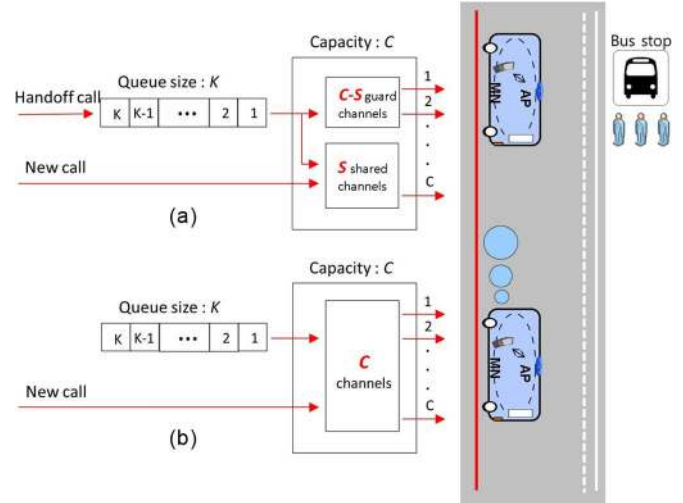 Capacity : C
Queue size : K
Handoff call
K K-1 ••• 2 1
C-S guard
channels
S shared
channels
1
2
.
.
.
C
New call
(a)
Capacity : C
Queue size : K
K K-1 ••• 2 1
C
channels
1
2
.
.
.
C
New call
(b)
MN
AP
Bus stop
MN
AP